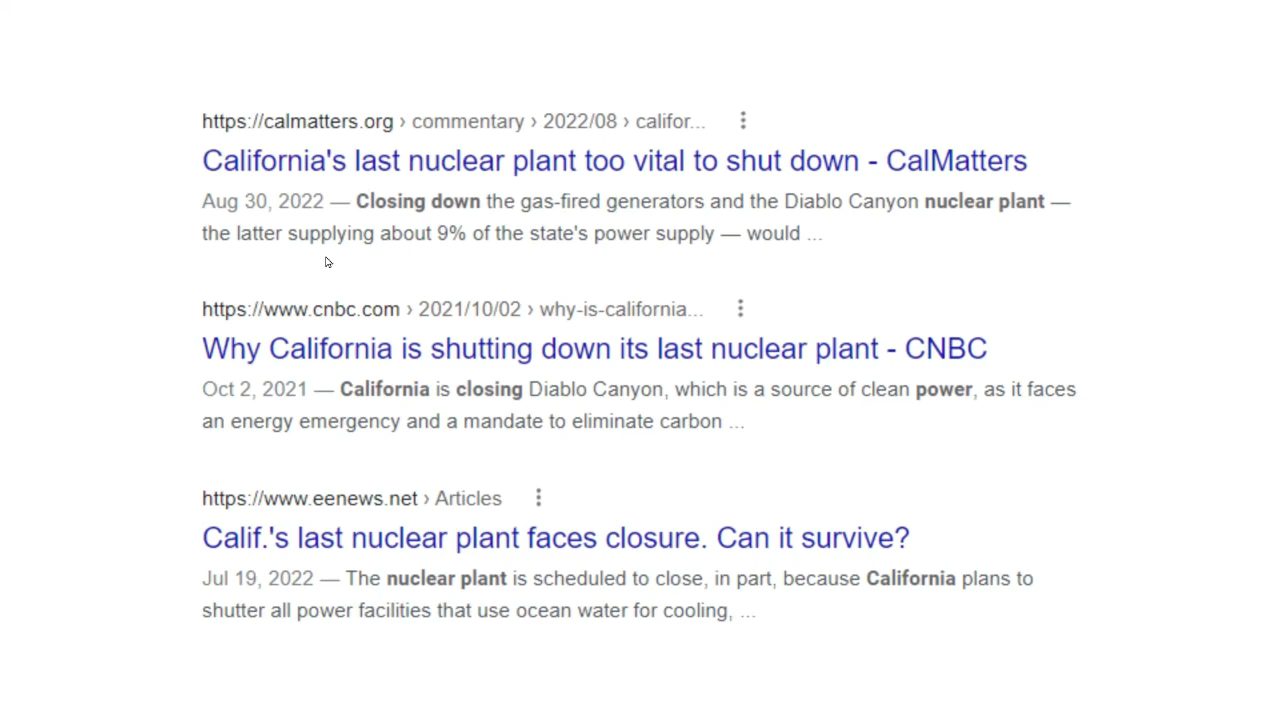 https://calmatters.org › commentary › 2022/08 › califor...
California's last nuclear plant too vital to shut down - CalMatters
Aug 30, 2022 — Closing down the gas-fired generators and the Diablo Canyon nuclear plant —
the latter supplying about 9% of the state's power supply — would ...
https://www.cnbc.com › 2021/10/02 › why-is-california...
Why California is shutting down its last nuclear plant - CNBC
Oct 2, 2021 — California is closing Diablo Canyon, which is a source of clean power, as it faces
an energy emergency and a mandate to eliminate carbon ...
https://www.eenews.net › Articles
Calif.'s last nuclear plant faces closure. Can it survive?
Jul 19, 2022 — The nuclear plant is scheduled to close, in part, because California plans to
shutter all power facilities that use ocean water for cooling, ...